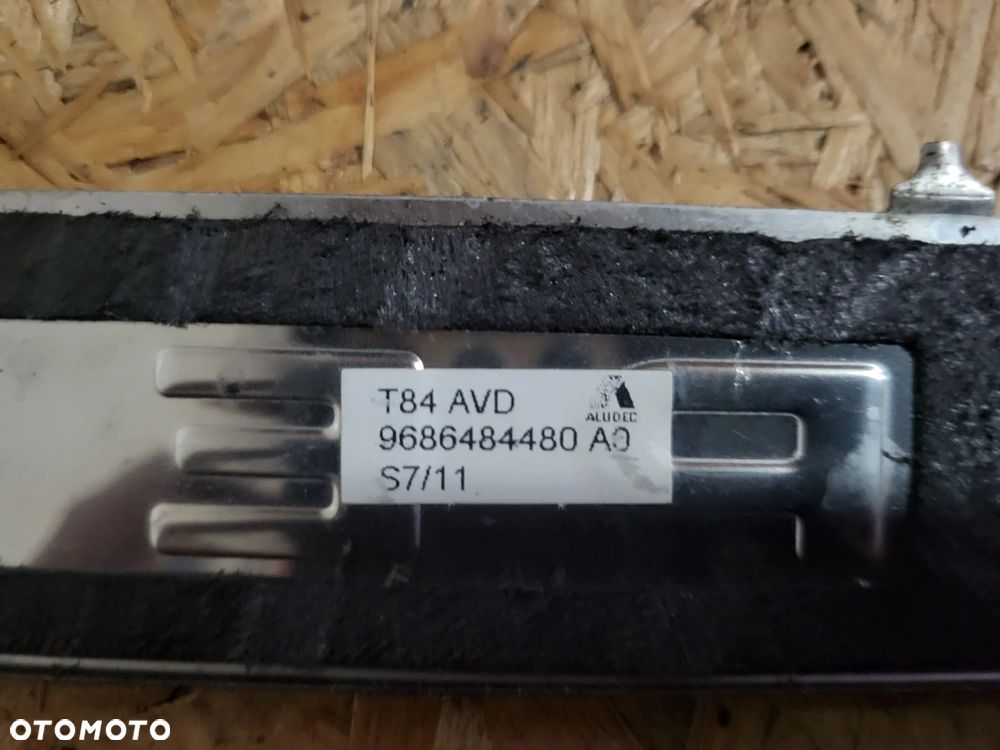 T84 AVD
ALUDEC
9686484480 A0
S7/11
OTOMOTO